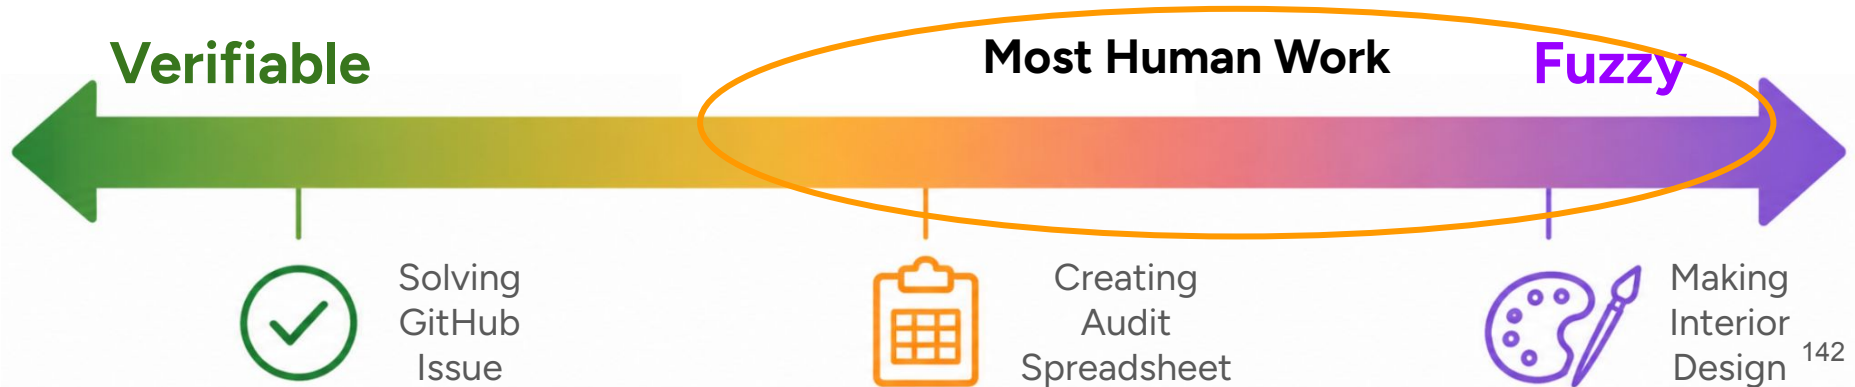 Verifiable
Most Human Work
Fuzzy
Solving
GitHub
Issue
Creating
Audit
Spreadsheet
Making
Interior
Design
142